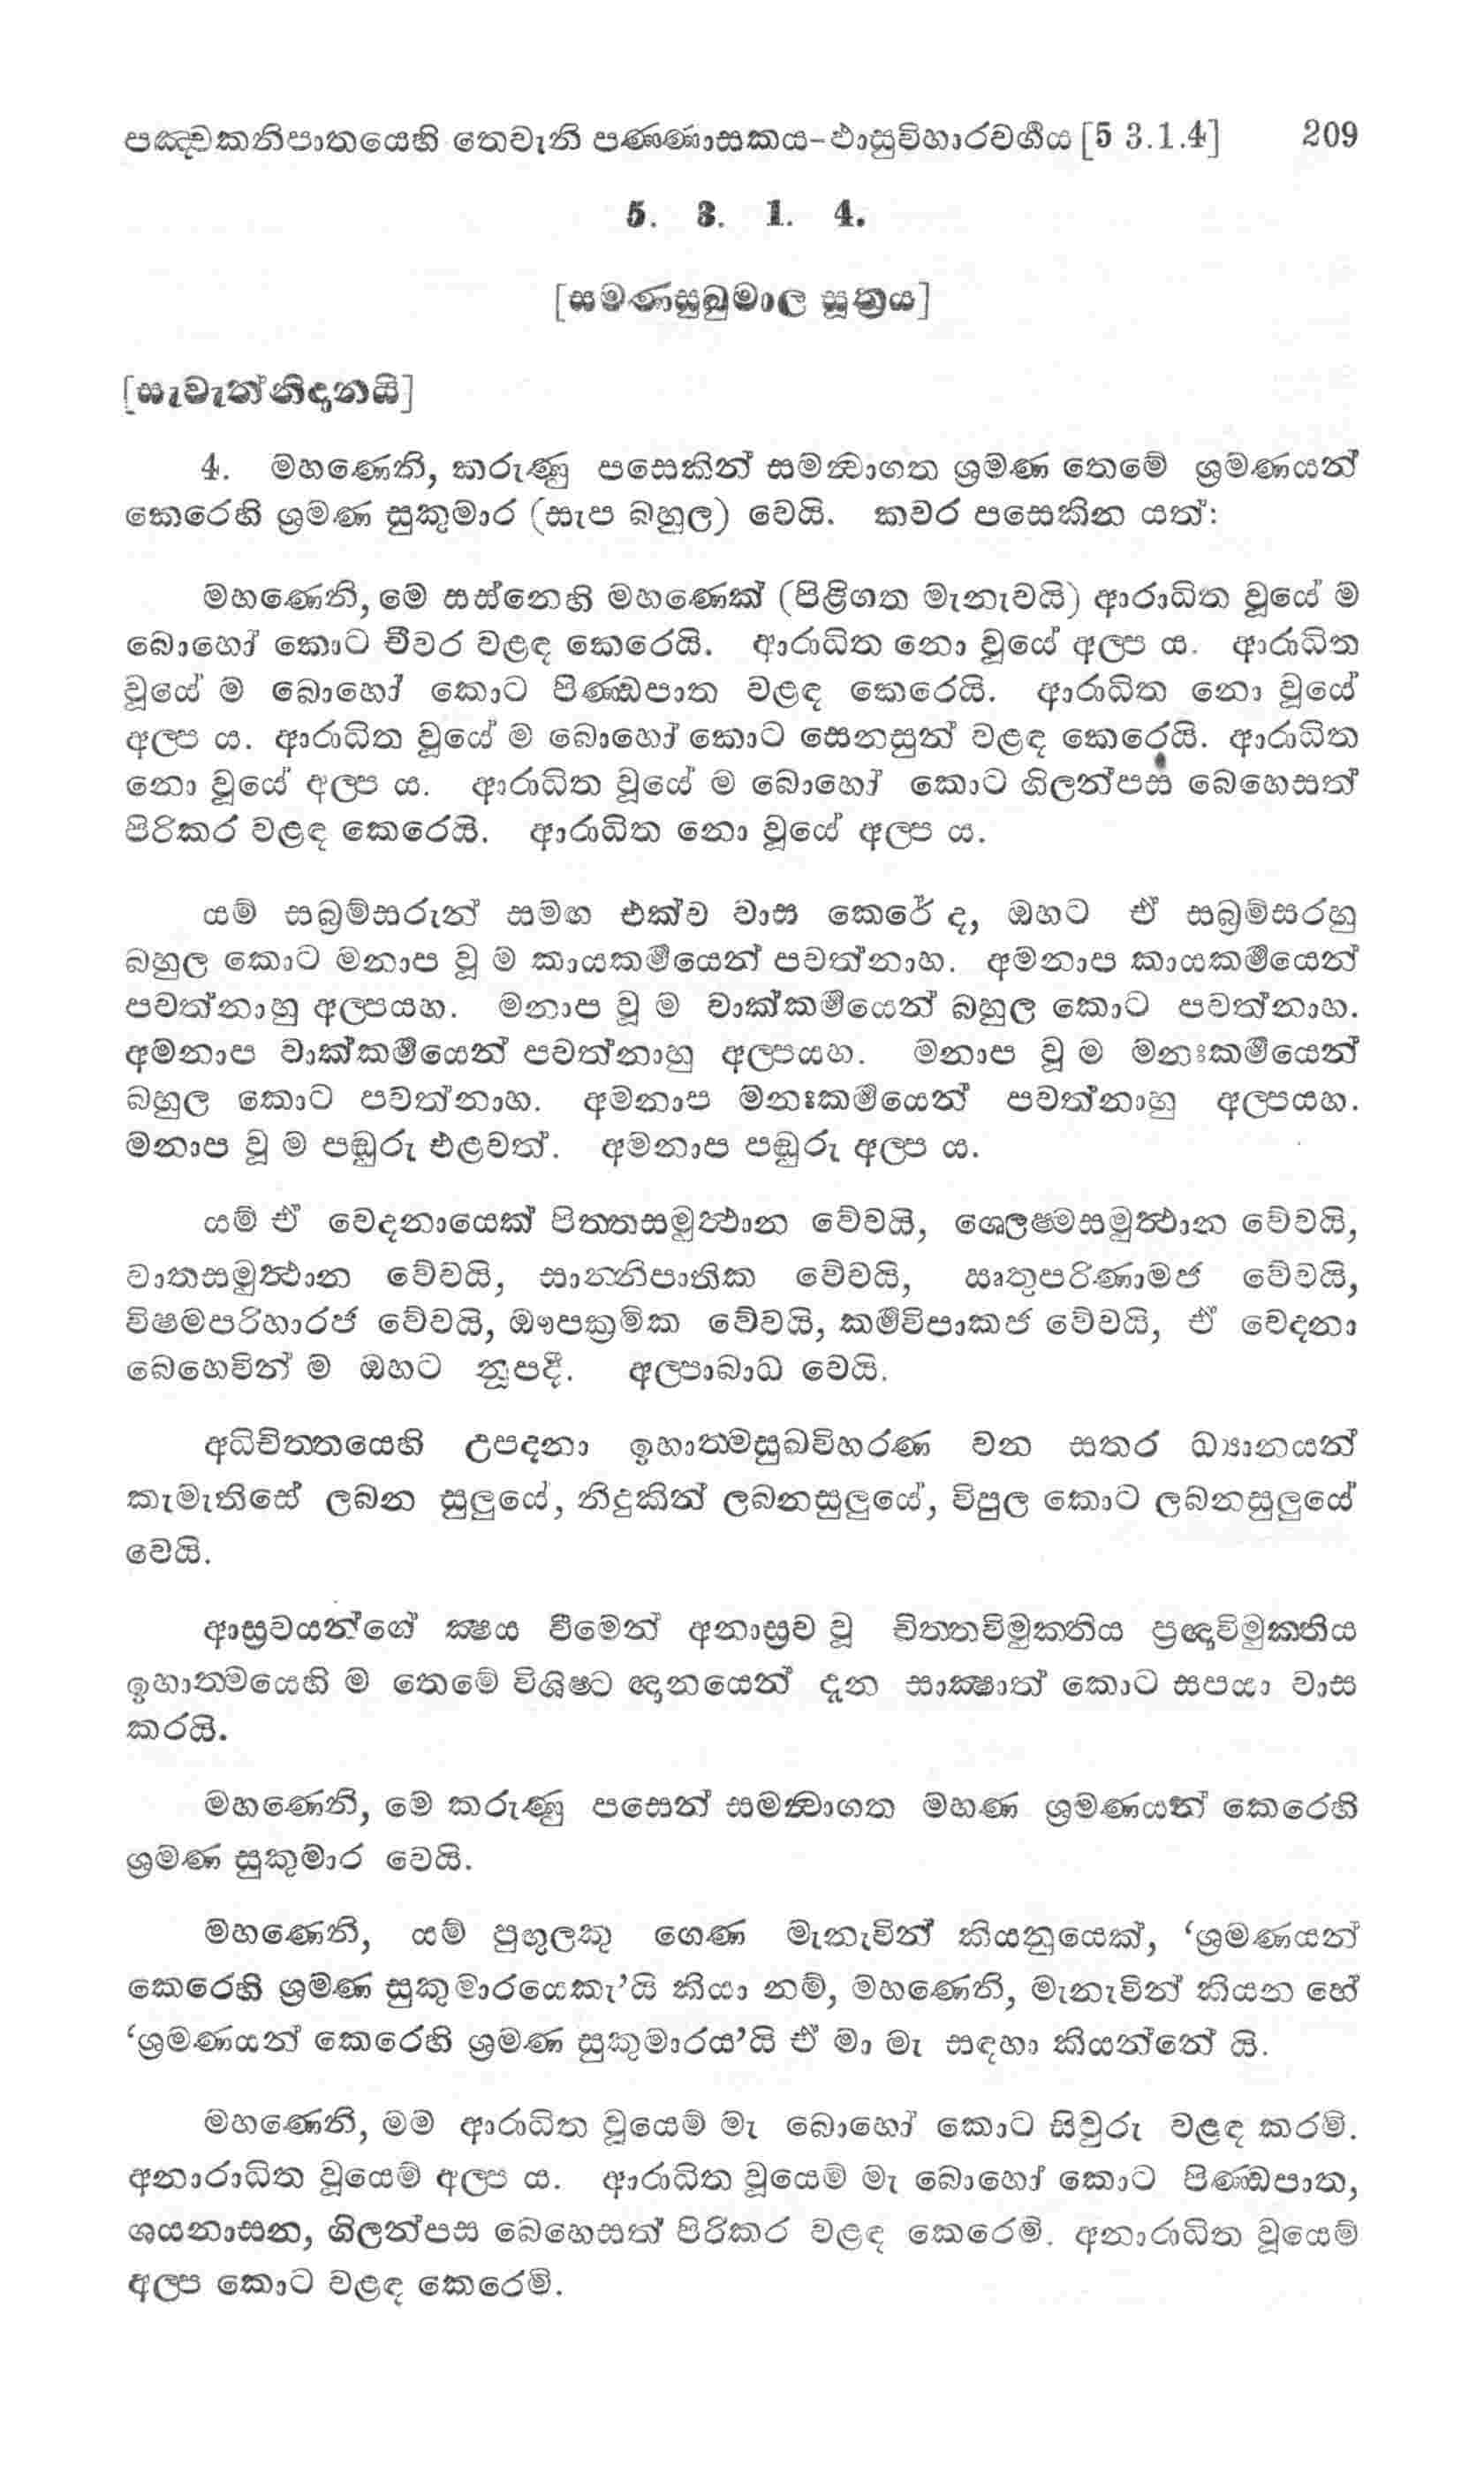 පඤ්චකනිපාතයෙහි තෙවැනි පණ්ණාසකය-ඵාසුවිහාරවර්ගය [5 3.1.4] 209
5. 3. 1. 4.
[සමණසුඛුමාල සූත්‍රය]
[සැවැත්නිදානයි]
4. මහණෙනි, කරුණු පසෙකින් සමන්‍වාගත ශ්‍රමණ තෙමේ ශ්‍රමණයන්
කෙරෙහි ශ්‍රමණ සුකුමාර (සැප බහුල) වෙයි. කවර පසෙකින යත්:
මහණෙනි, මේ සස්නෙහි මහණෙක් (පිළිගත මැනැවයි) ආරාධිත වූයේ ම
බොහෝ කොට චීවර වළඳ කෙරෙයි. ආරාධිත නො වූයේ අල්ප ය. ආරාධිත
වූයේ ම බොහෝ කොට පිණ්ඩපාත වළඳ කෙරෙයි. ආරාධිත නො වූයේ
අල්ප ය. ආරාධිත වූයේ ම බොහෝ කොට සෙනසුන් වළඳ කෙරෙයි. ආරාධිත
නො වූයේ අල්ප ය. ආරාධිත වූයේ ම බොහෝ කොට ගිලන්පස බෙහෙසත්
පිරිකර වළඳ කෙරෙයි. ආරාධිත නො වූයේ අල්ප ය.
යම් සබ්‍රම්සරුන් සමඟ එක්ව වාස කෙරේ ද, ඔහට ඒ සබ්‍රම්සරහු
බහුල කොට මනාප වූ ම කායකර්මයෙන් පවත්නාහ. අමනාප කායකර්මයෙන්
පවත්නාහු අල්පයහ. මනාප වූ ම වාක්කර්මයෙන් බහුල කොට පවත්නාහ.
අමනාප වාක්කර්මයෙන් පවත්නාහු අල්පයහ. මනාප වූ ම මනඃකර්මයෙන්
බහුල කොට පවත්නාහ. අමනාප මනඃකර්මයෙන් පවත්නාහු අල්පයහ.
මනාප වූ ම පඬුරු එළවත්. අමනාප පඬුරු අල්ප ය.
යම් ඒ වේදනායෙක් පිත්තසමුත්‍ථාන වේවයි, ශ්ලෙෂ්මසමුත්‍ථාන වේවයි,
වාතසමුත්‍ථාන වේවයි, සාන්නිපාතික වේවයි, ඍතුපරිණාමජ වේවයි,
විෂමපරිහාරජ වේවයි, ඖපක්‍රමික වේවයි, කර්මවිපාකජ වේවයි, ඒ වේදනා
බෙහෙවින් ම ඔහට නූපදී. අල්පාබාධ වෙයි.
අධිචිත්තයෙහි උපදනා ඉහාත්මසුඛවිහරණ වන සතර ධ්‍යානයන්
කැමැතිසේ ලබන සුලුයේ, නිදුකින් ලබනසුලුයේ, විපුල කොට ලබනසුලුයේ
වෙයි.
ආස්‍රවයන්ගේ ක්‍ෂය වීමෙන් අනාස්‍රව වූ චිත්තවිමුක්තිය ප්‍රඥාවිමුක්තිය
ඉහාත්මයෙහි ම තෙමේ විශිෂ්ට ඥානයෙන් දැන සාක්‍ෂාත් කොට සපයා වාස
කරයි.
මහණෙනි, මේ කරුණු පසෙන් සමන්‍වාගත මහණ ශ්‍රමණයන් කෙරෙහි
ශ්‍රමණ සුකුමාර වෙයි.
මහණෙනි, යම් පුඟුලකු ගෙණ මැනැවින් කියනුයෙක්, ‘ශ්‍රමණයන්
කෙරෙහි ශ්‍රමණ සුකුමාරයෙකැ’යි කියා නම්, මහණෙනි, මැනැවින් කියන හේ
‘ශ්‍රමණයන් කෙරෙහි ශ්‍රමණ සුකුමාරය’යි ඒ මා මැ සඳහා කියන්නේ යි.
මහණෙනි, මම ආරාධිත වූයෙම් මැ බොහෝ කොට සිවුරු වළඳ කරම්.
අනාරාධිත වූයෙම් අල්ප ය. ආරාධිත වූයෙම් මැ බොහෝ කොට පිණ්ඩපාත,
ශයනාසන, ගිලන්පස බෙහෙසත් පිරිකර වළඳ කෙරෙමි. අනාරාධිත වූයෙම්
අල්ප කොට වළඳ කෙරෙමි.